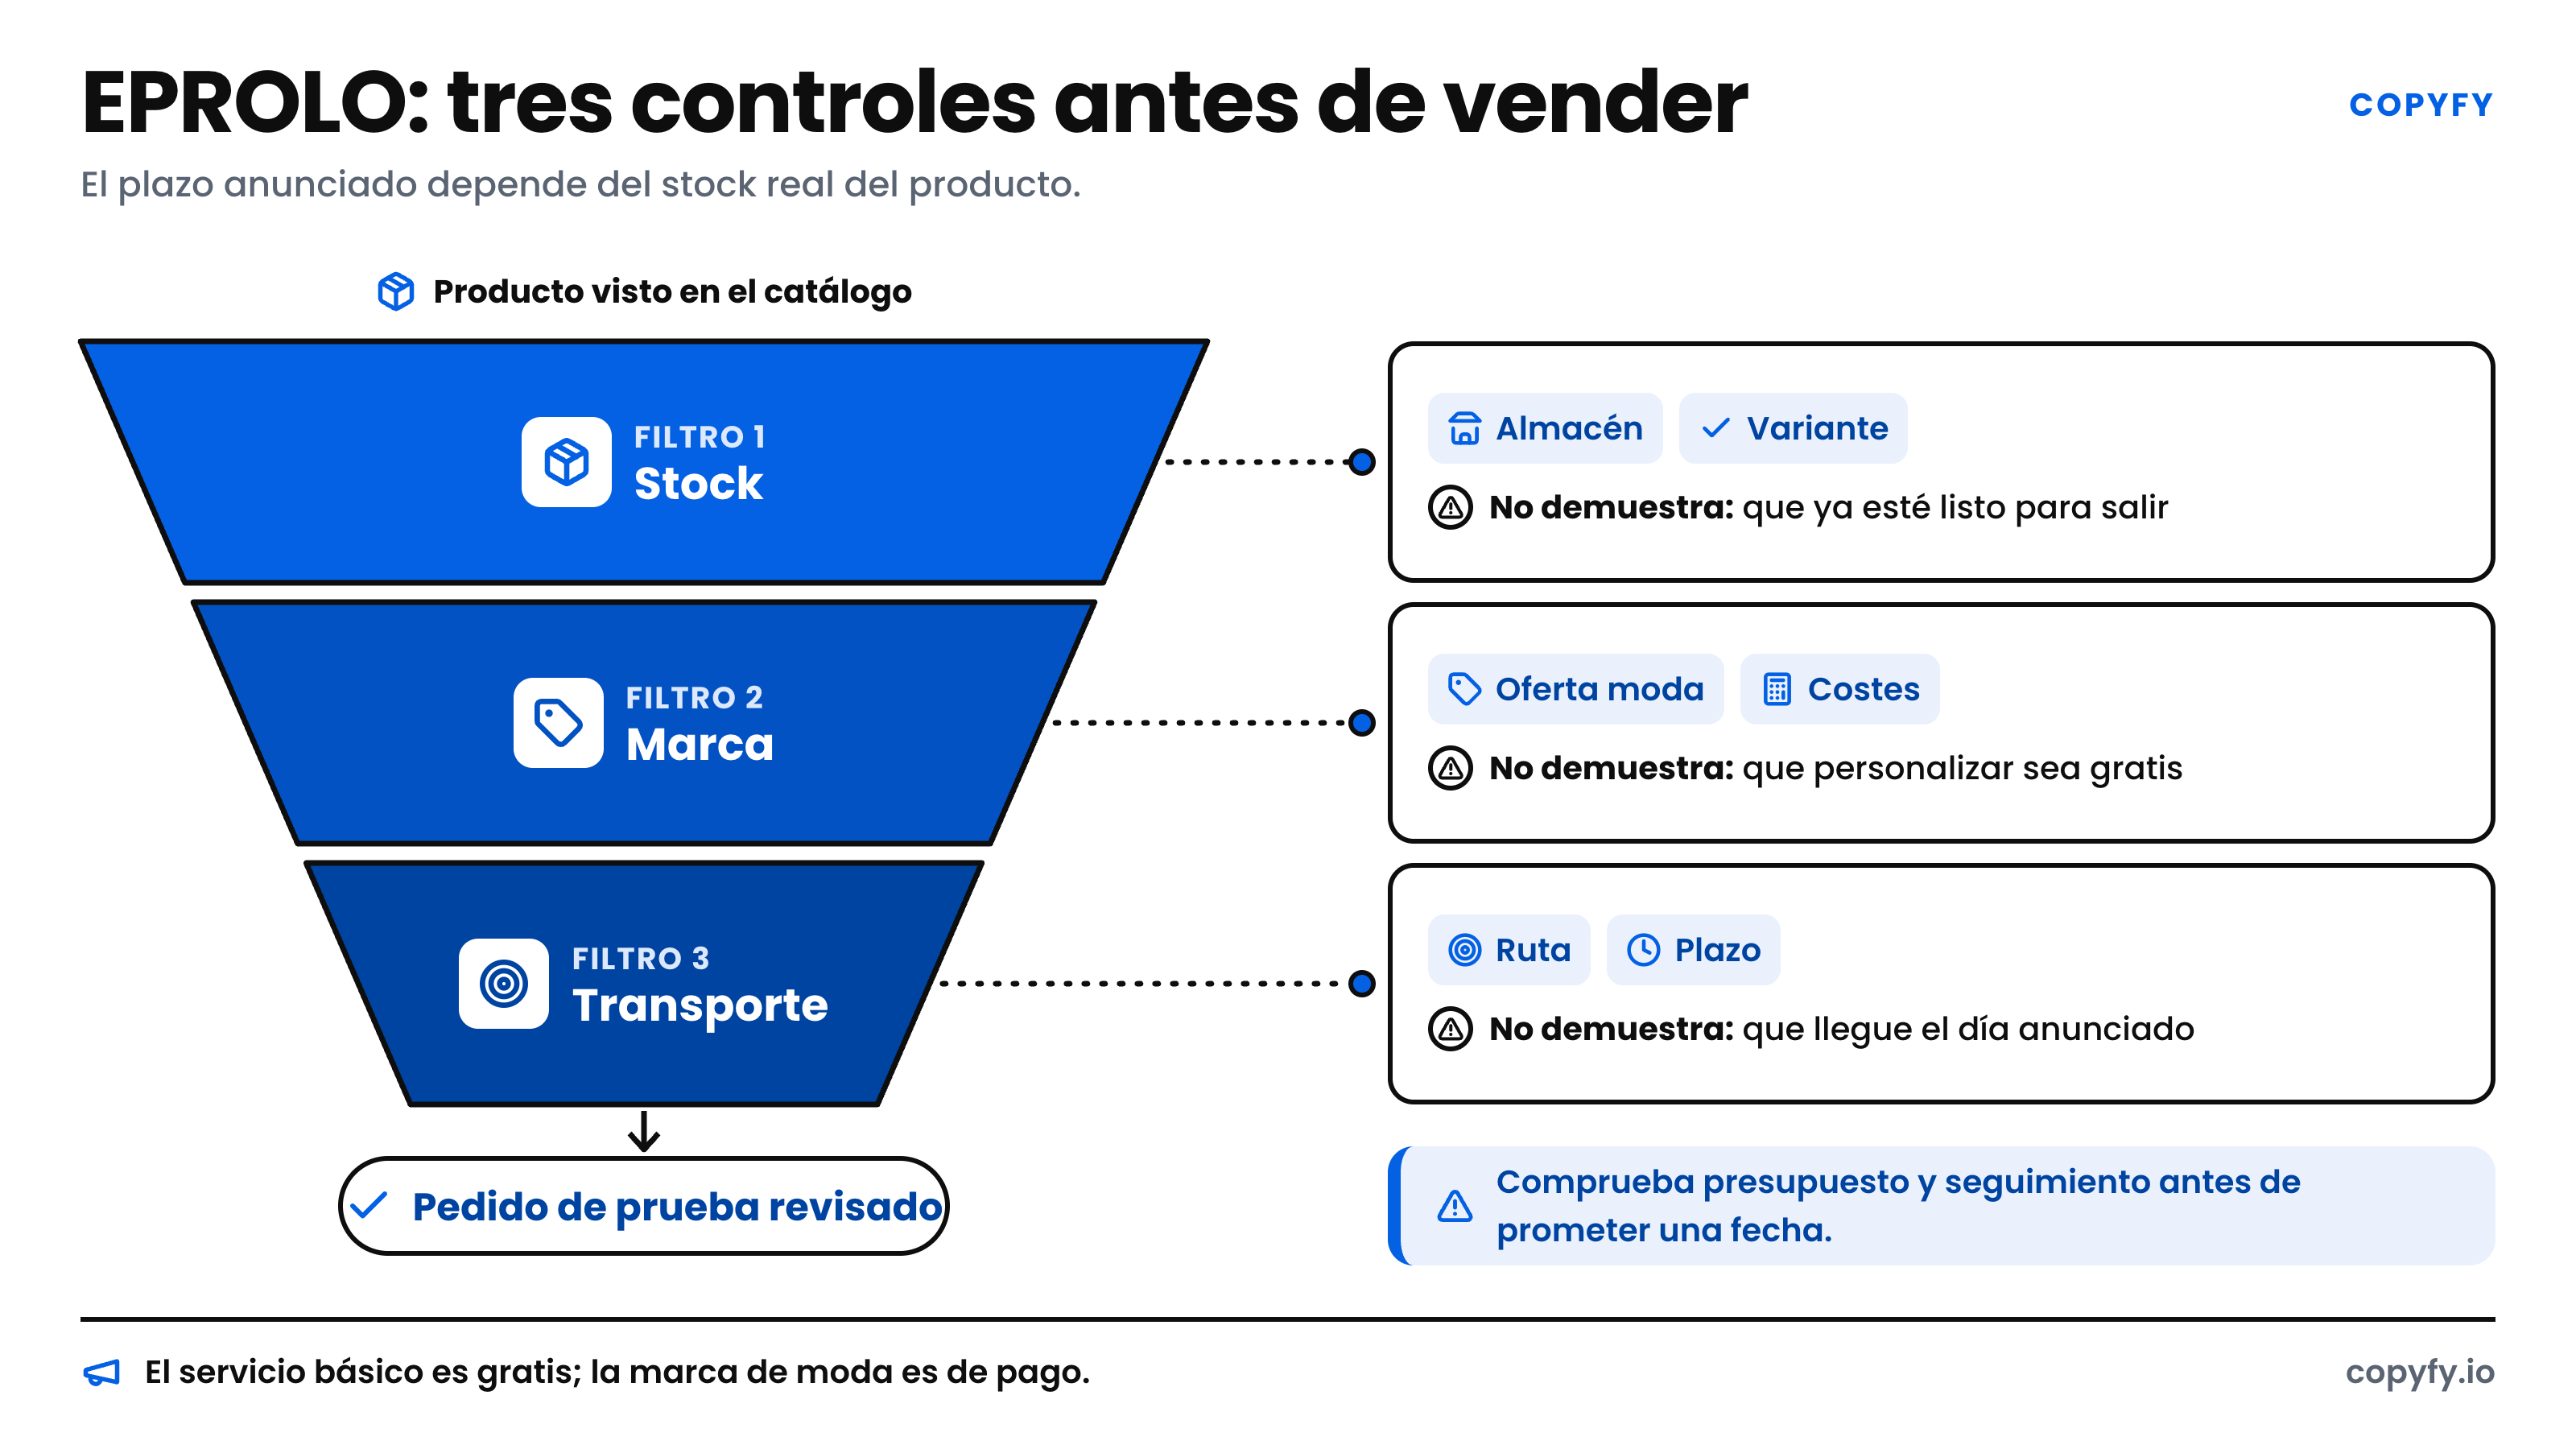 EPROLO: tres controles antes de vender
COPYFY
El plazo anunciado depende del stock real del producto.
Producto visto en el catálogo
FILTRO 1
Stock
Almacén
Variante
No demuestra: que ya esté listo para salir
FILTRO 2
Marca
Oferta moda
Costes
No demuestra: que personalizar sea gratis
FILTRO 3
Transporte
Ruta
Plazo
No demuestra: que llegue el día anunciado
Pedido de prueba revisado
Comprueba presupuesto y seguimiento antes de
prometer una fecha.
El servicio básico es gratis; la marca de moda es de pago.
copyfy.io